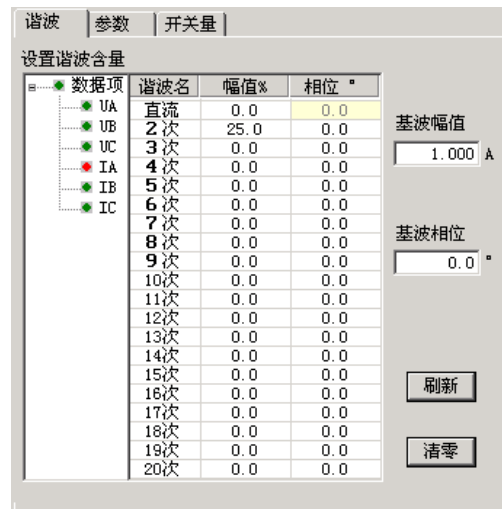 谐波 参数 开关量
设置谐波含量
数据项
UA
UB
UC
IA
IB
IC
谐波名 幅值% 相位 °
直流 0.0 0.0
2次 25.0 0.0
3次 0.0 0.0
4次 0.0 0.0
5次 0.0 0.0
6次 0.0 0.0
7次 0.0 0.0
8次 0.0 0.0
9次 0.0 0.0
10次 0.0 0.0
11次 0.0 0.0
12次 0.0 0.0
13次 0.0 0.0
14次 0.0 0.0
15次 0.0 0.0
16次 0.0 0.0
17次 0.0 0.0
18次 0.0 0.0
19次 0.0 0.0
20次 0.0 0.0
基波幅值
1.000 A
基波相位
0.0 °
刷新
清零